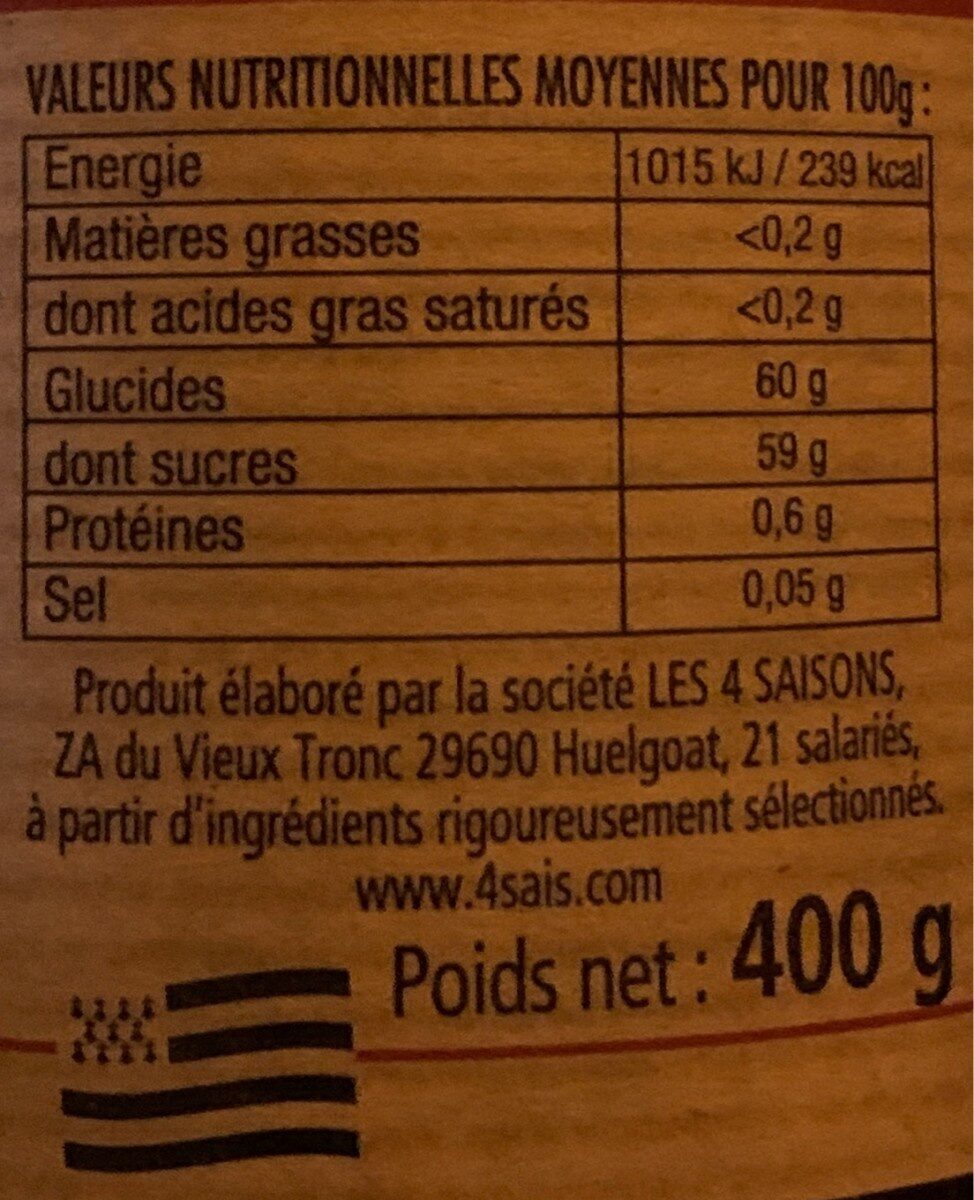 VALEURS NUTRITIONNELLES MOYENNES POUR 100g :
Energie 1015 kJ / 239 kcal
Matières grasses <0,2 g
dont acides gras saturés <0,2 g
Glucides 60 g
dont sucres 59 g
Protéines 0,6 g
Sel 0,05 g
Produit élaboré par la société LES 4 SAISONS,
ZA du Vieux Tronc 29690 Huelgoat, 21 salariés,
à partir d'ingrédients rigoureusement sélectionnés.
www.4sais.com
Poids net : 400 g